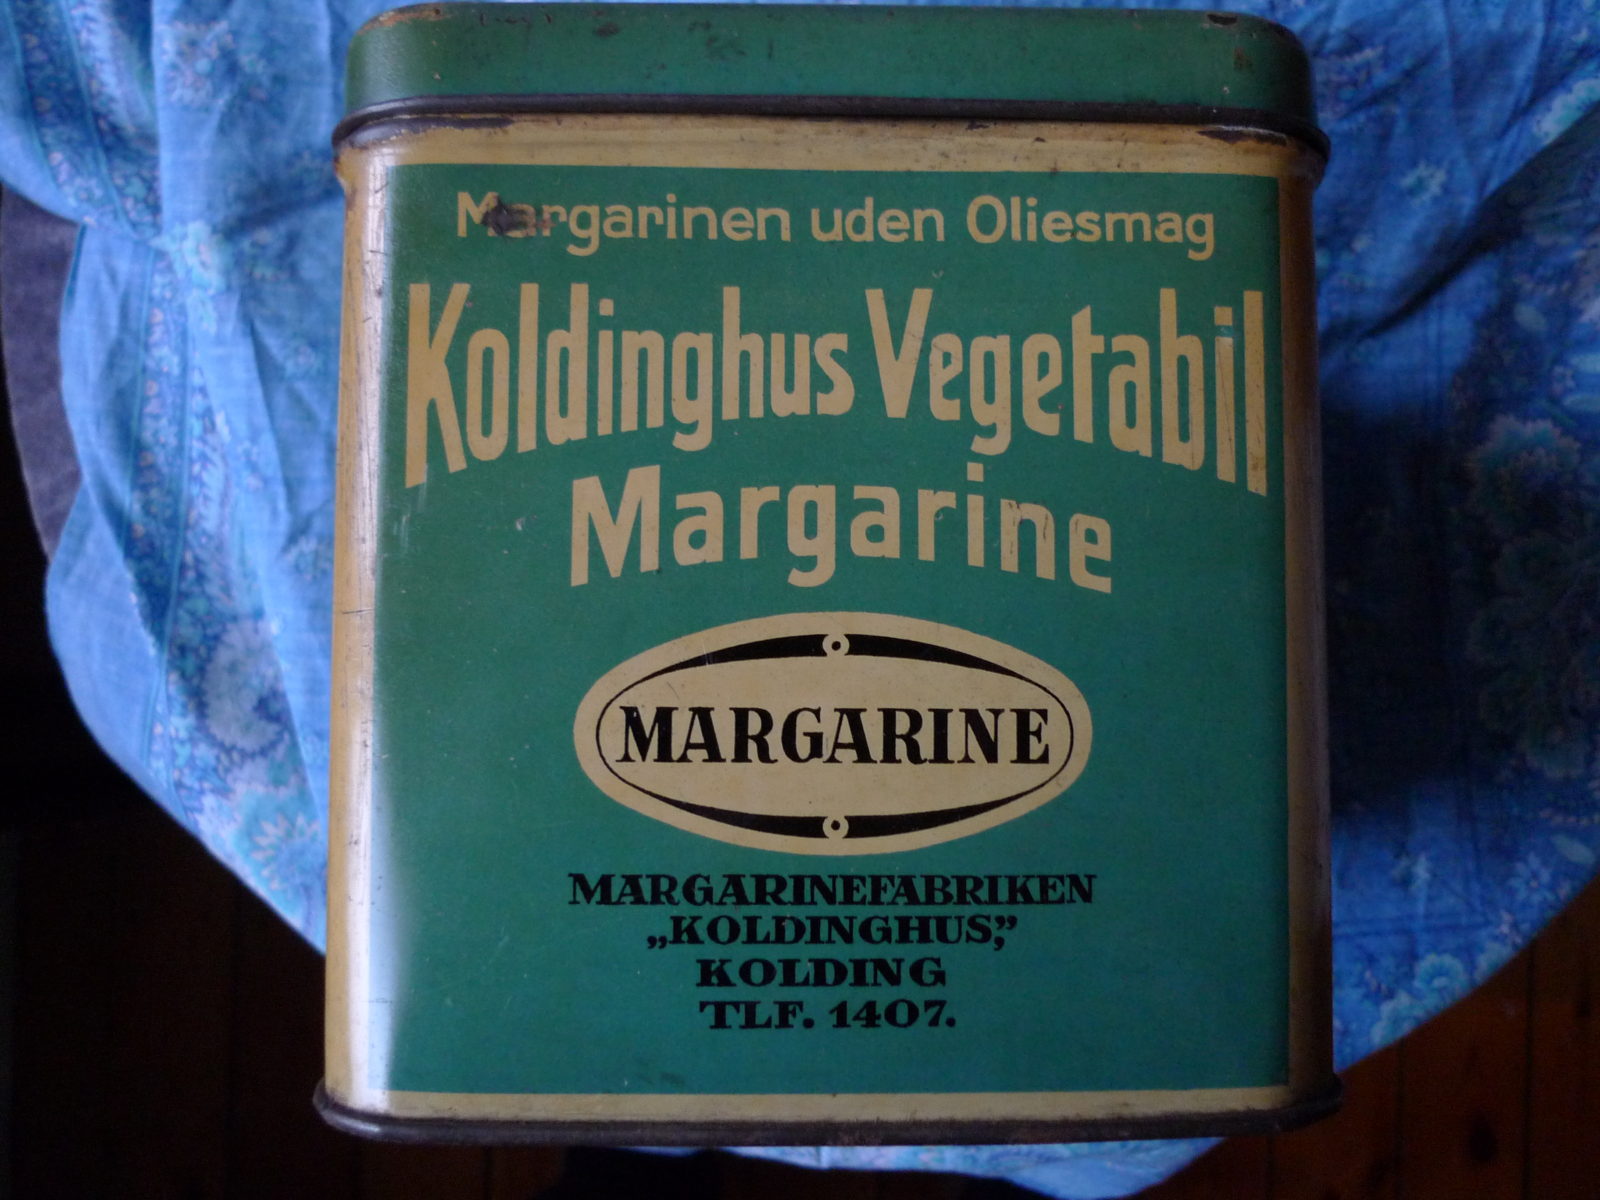 Margarinen uden Oliesmag
Koldinghus Vegetabil
Margarine
MARGARINE
MARGARINEFABRIKEN
„KOLDINGHUS,”
KOLDING
TLF. 1407.